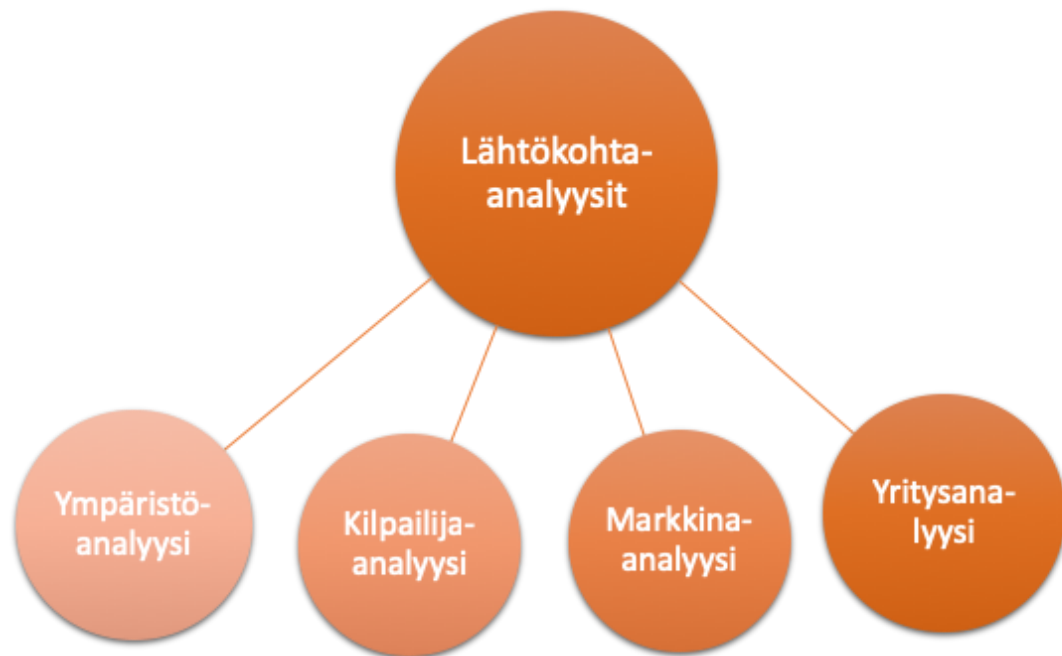 Lähtökohta-
analyysit
Ympäristö-
analyysi
Kilpailija-
analyysi
Markkina-
analyysi
Yritysana-
lyysi